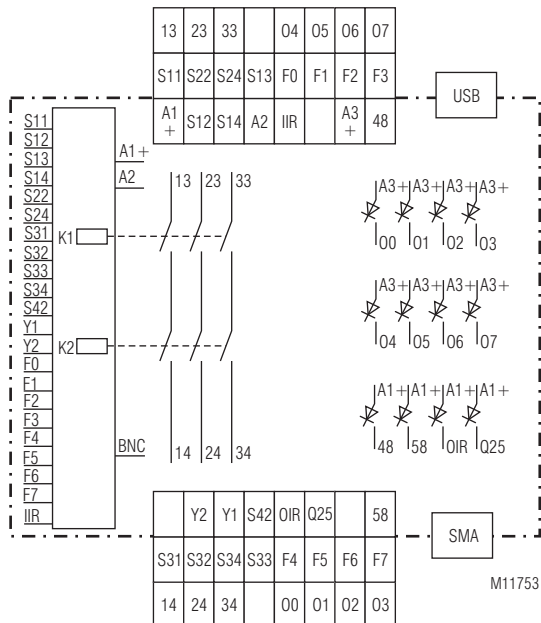 13 23 33 04 05 06 07
S11 S22 S24 S13 F0 F1 F2 F3
A1+ S12 S14 A2 IIR A3+ 48
USB
S11
S12
S13
S14
S22
S24
S31
S32
S33
S34
S42
Y1
Y2
F0
F1
F2
F3
F4
F5
F6
F7
IIR
A1+
A2
BNC
K1
K2
13 23 33
14 24 34
A3+ A3+ A3+ A3+
00 01 02 03
A3+ A3+ A3+ A3+
04 05 06 07
A1+ A1+ A1+ A1+
48 58 OIR Q25
Y2 Y1 S42 OIR Q25 58
S31 S32 S34 S33 F4 F5 F6 F7
14 24 34 00 01 02 03
SMA
M11753